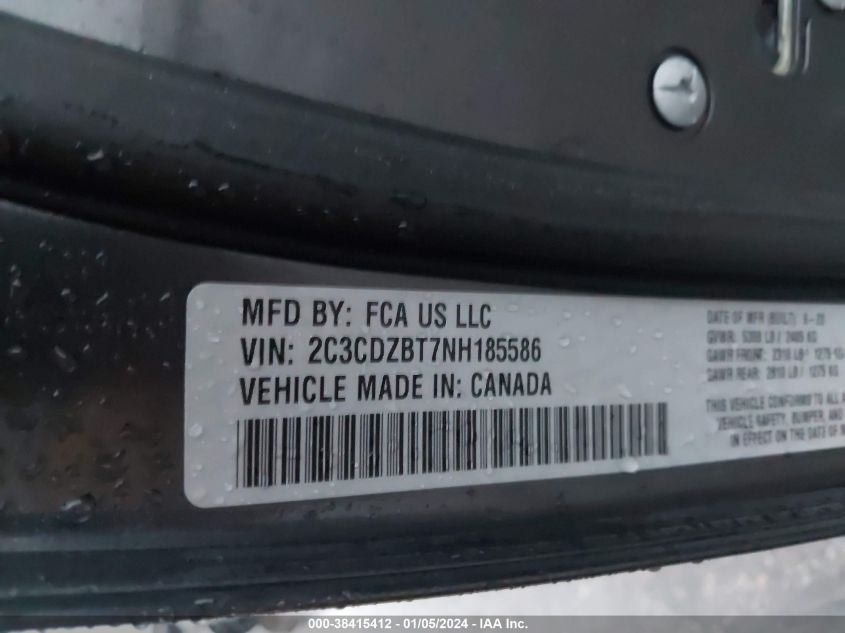 MFD BY: FCA US LLC
VIN: 2C3CDZBT7NH185586
VEHICLE MADE IN: CANADA
DATE OF MFR (BUILT)
GVWR:
GAWR FRONT:
GAWR REAR:
THIS VEHICLE CONFORMS TO ALL
VEHICLE SAFETY, BUMPER, AND
IN EFFECT ON THE DATE OF
000-38415412 - 01/05/2024 - IAA Inc.